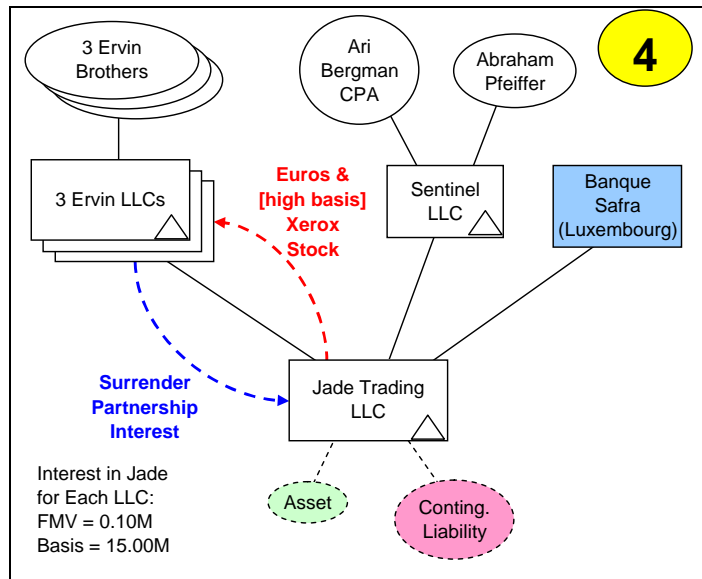 3 Ervin
Brothers
Ari
Bergman
CPA
Abraham
Pfeiffer
4
3 Ervin LLCs
Euros &
[high basis]
Xerox
Stock
Sentinel
LLC
Banque
Safra
(Luxembourg)
Surrender
Partnership
Interest
Jade Trading
LLC
Interest in Jade
for Each LLC:
FMV = 0.10M
Basis = 15.00M
Asset
Conting.
Liability